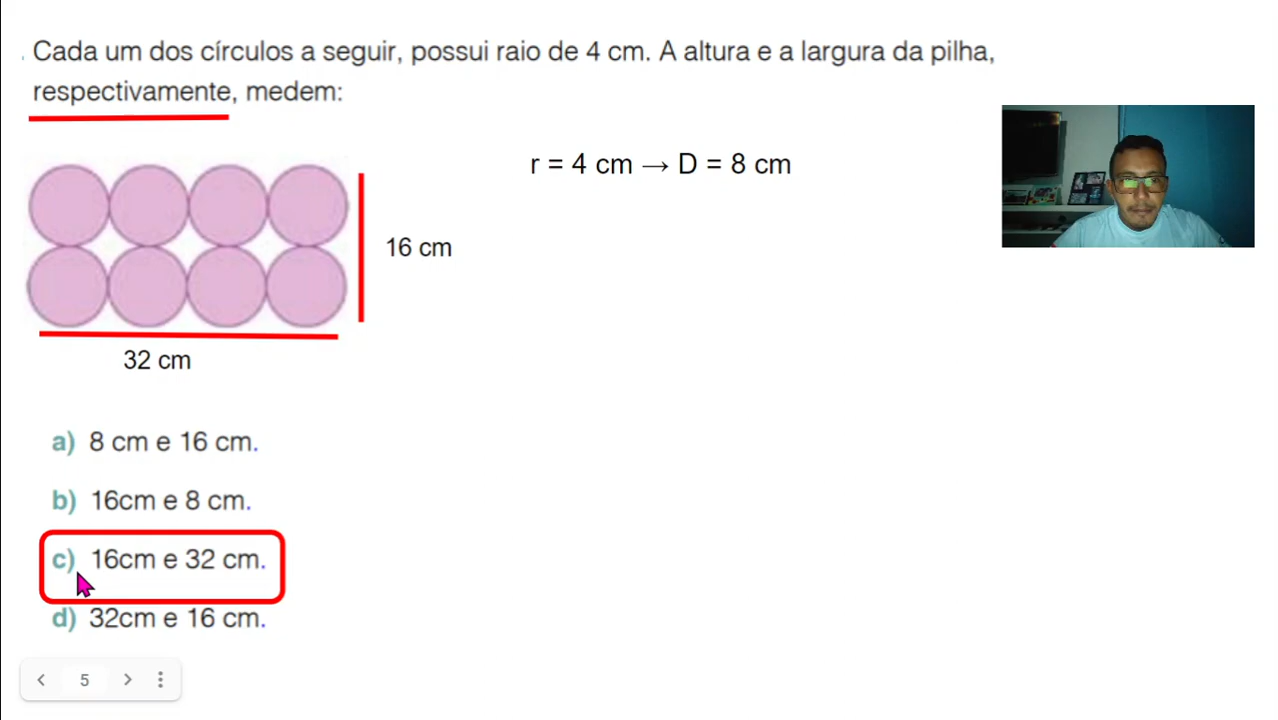 Cada um dos círculos a seguir, possui raio de 4 cm. A altura e a largura da pilha,
respectivamente, medem:
r = 4 cm → D = 8 cm
16 cm
32 cm
a) 8 cm e 16 cm.
b) 16cm e 8 cm.
c) 16cm e 32 cm.
d) 32cm e 16 cm.
5